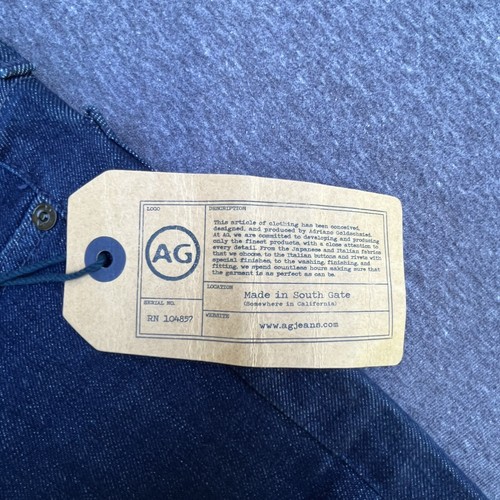 LOGO
AG
SERIAL NO.
RN 104857
DESCRIPTION
This article of clothing has been conceived,
designed, and produced by Adriano Goldschmied.
At AG, we are committed to developing and producing
only the finest products, with a close attention to
every detail. From the Japanese and Italian fabrics
that we choose, to the Italian buttons and rivets with
special finishes, to the washing, finishing, and
fitting, we spend countless hours making sure that
the garment is as perfect as can be.
LOCATION
Made in South Gate
(Somewhere in California)
WEBSITE
www.agjeans.com